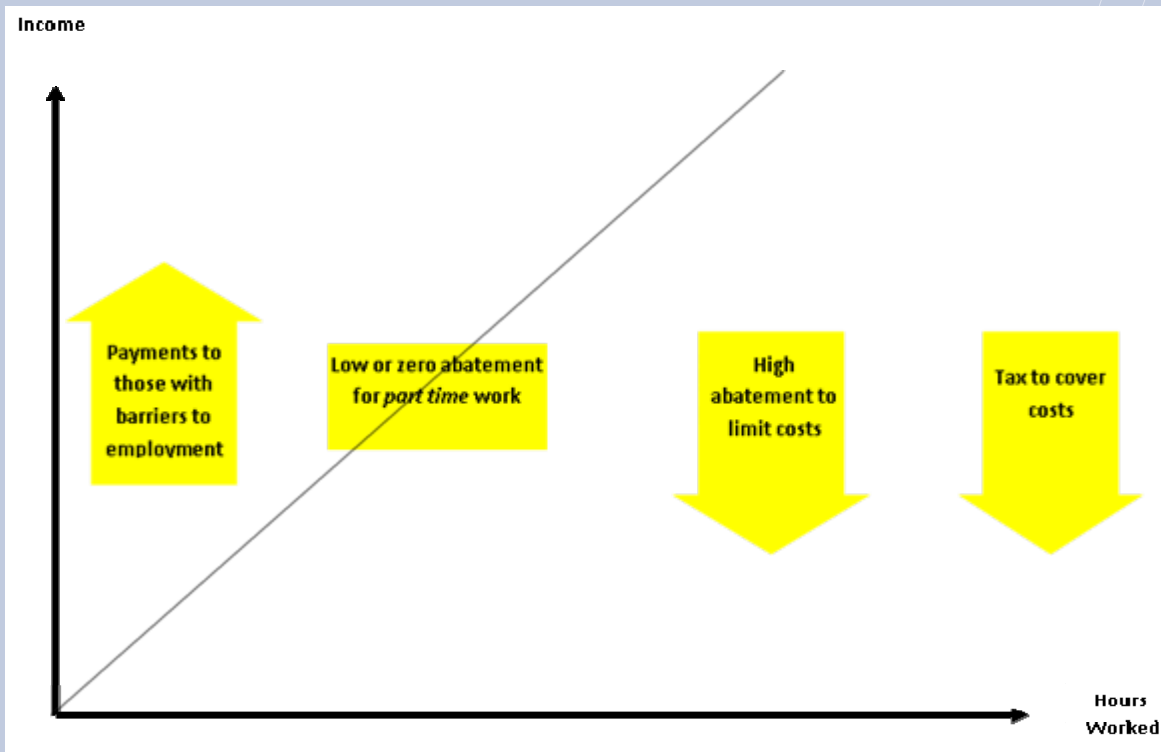 Income
Payments to
those with
barriers to
employment
Low or zero abatement
for part time work
High
abatement to
limit costs
Tax to cover
costs
Hours
Worked